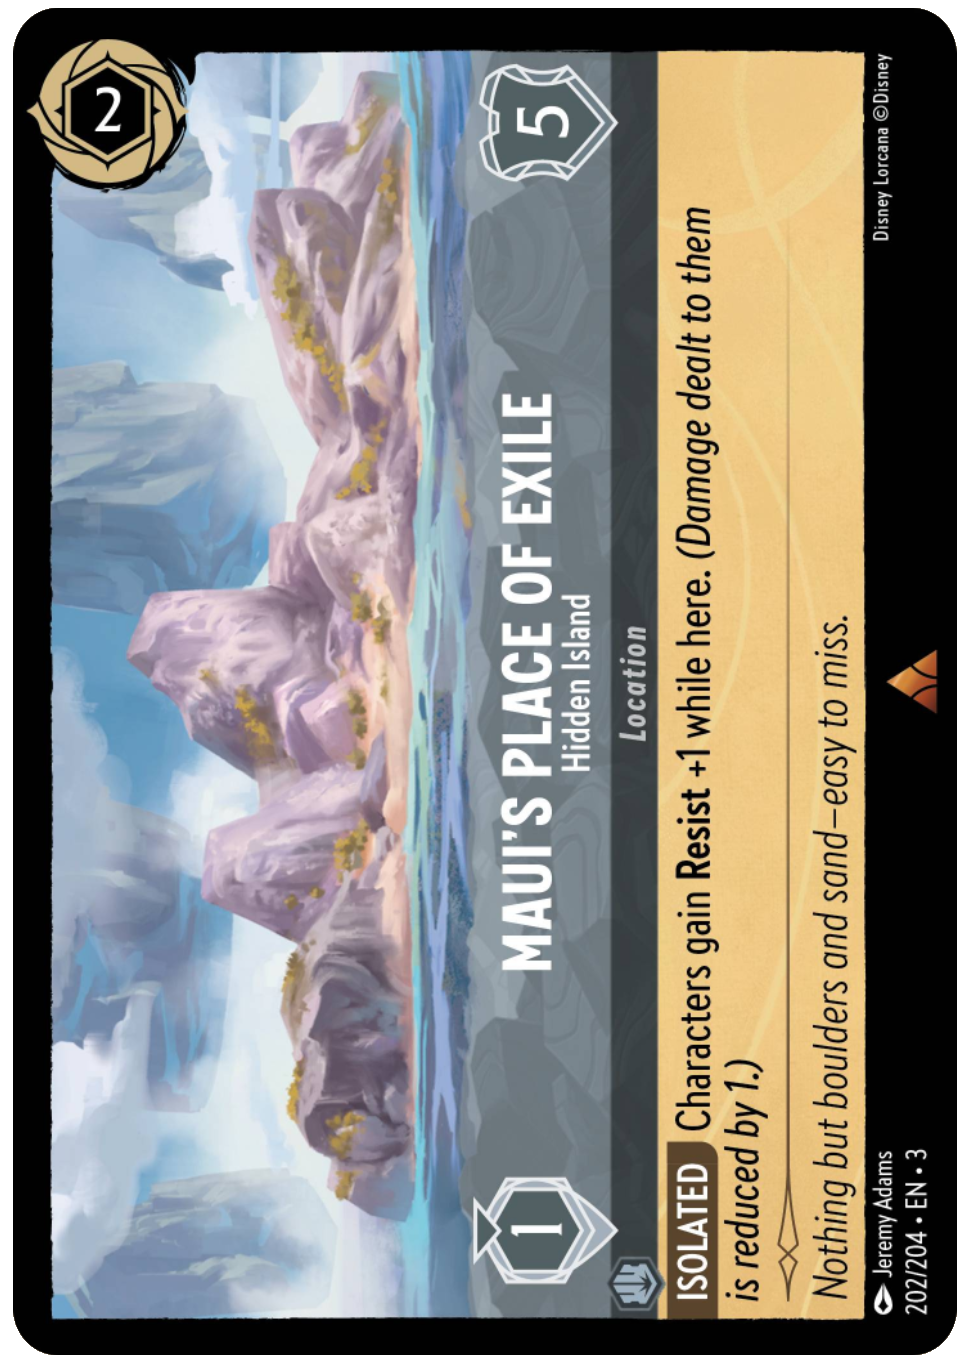 2
1
MAUI'S PLACE OF EXILE
Hidden Island
5
Location
ISOLATED Characters gain Resist +1 while here. (Damage dealt to them
is reduced by 1.)
Nothing but boulders and sand–easy to miss.
Jeremy Adams
202/204 • EN • 3
Disney Lorcana ©Disney